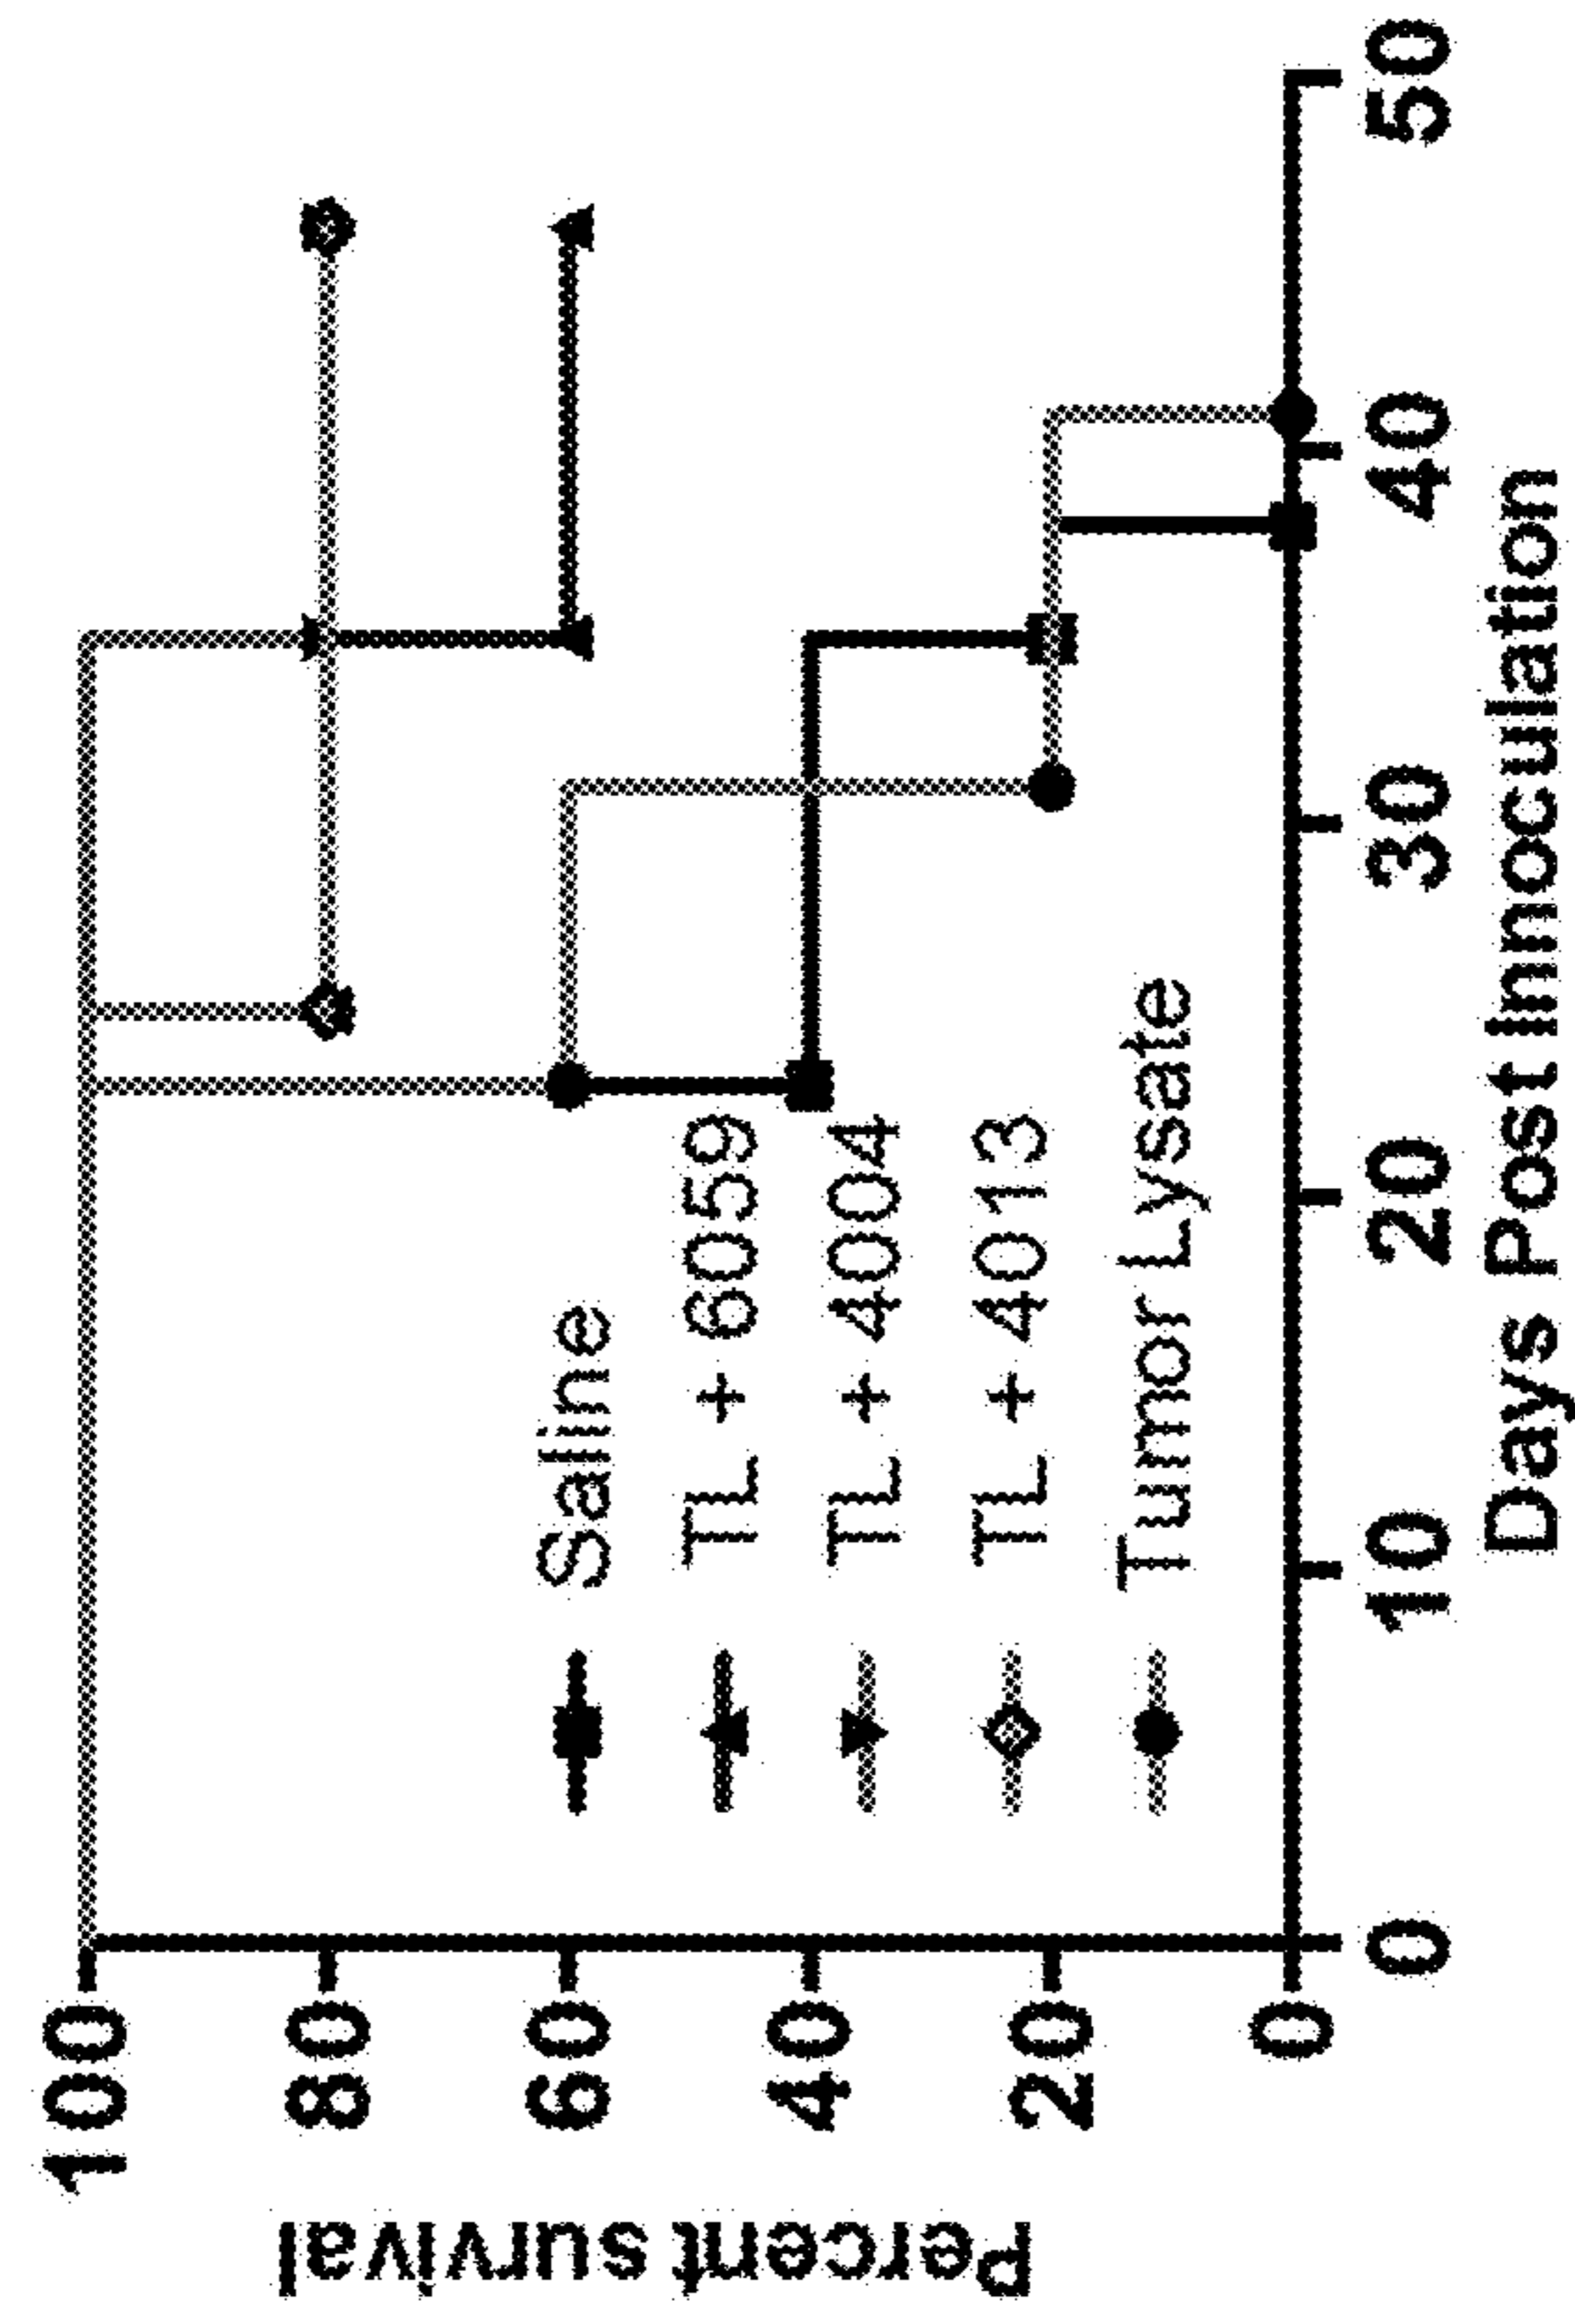 Percent survival
100
80
60
40
20
0
Saline
TL + 6059
TL + 4004
TL + 4013
Tumor Lysate
0 10 20 30 40 50
Days Post Innoculation